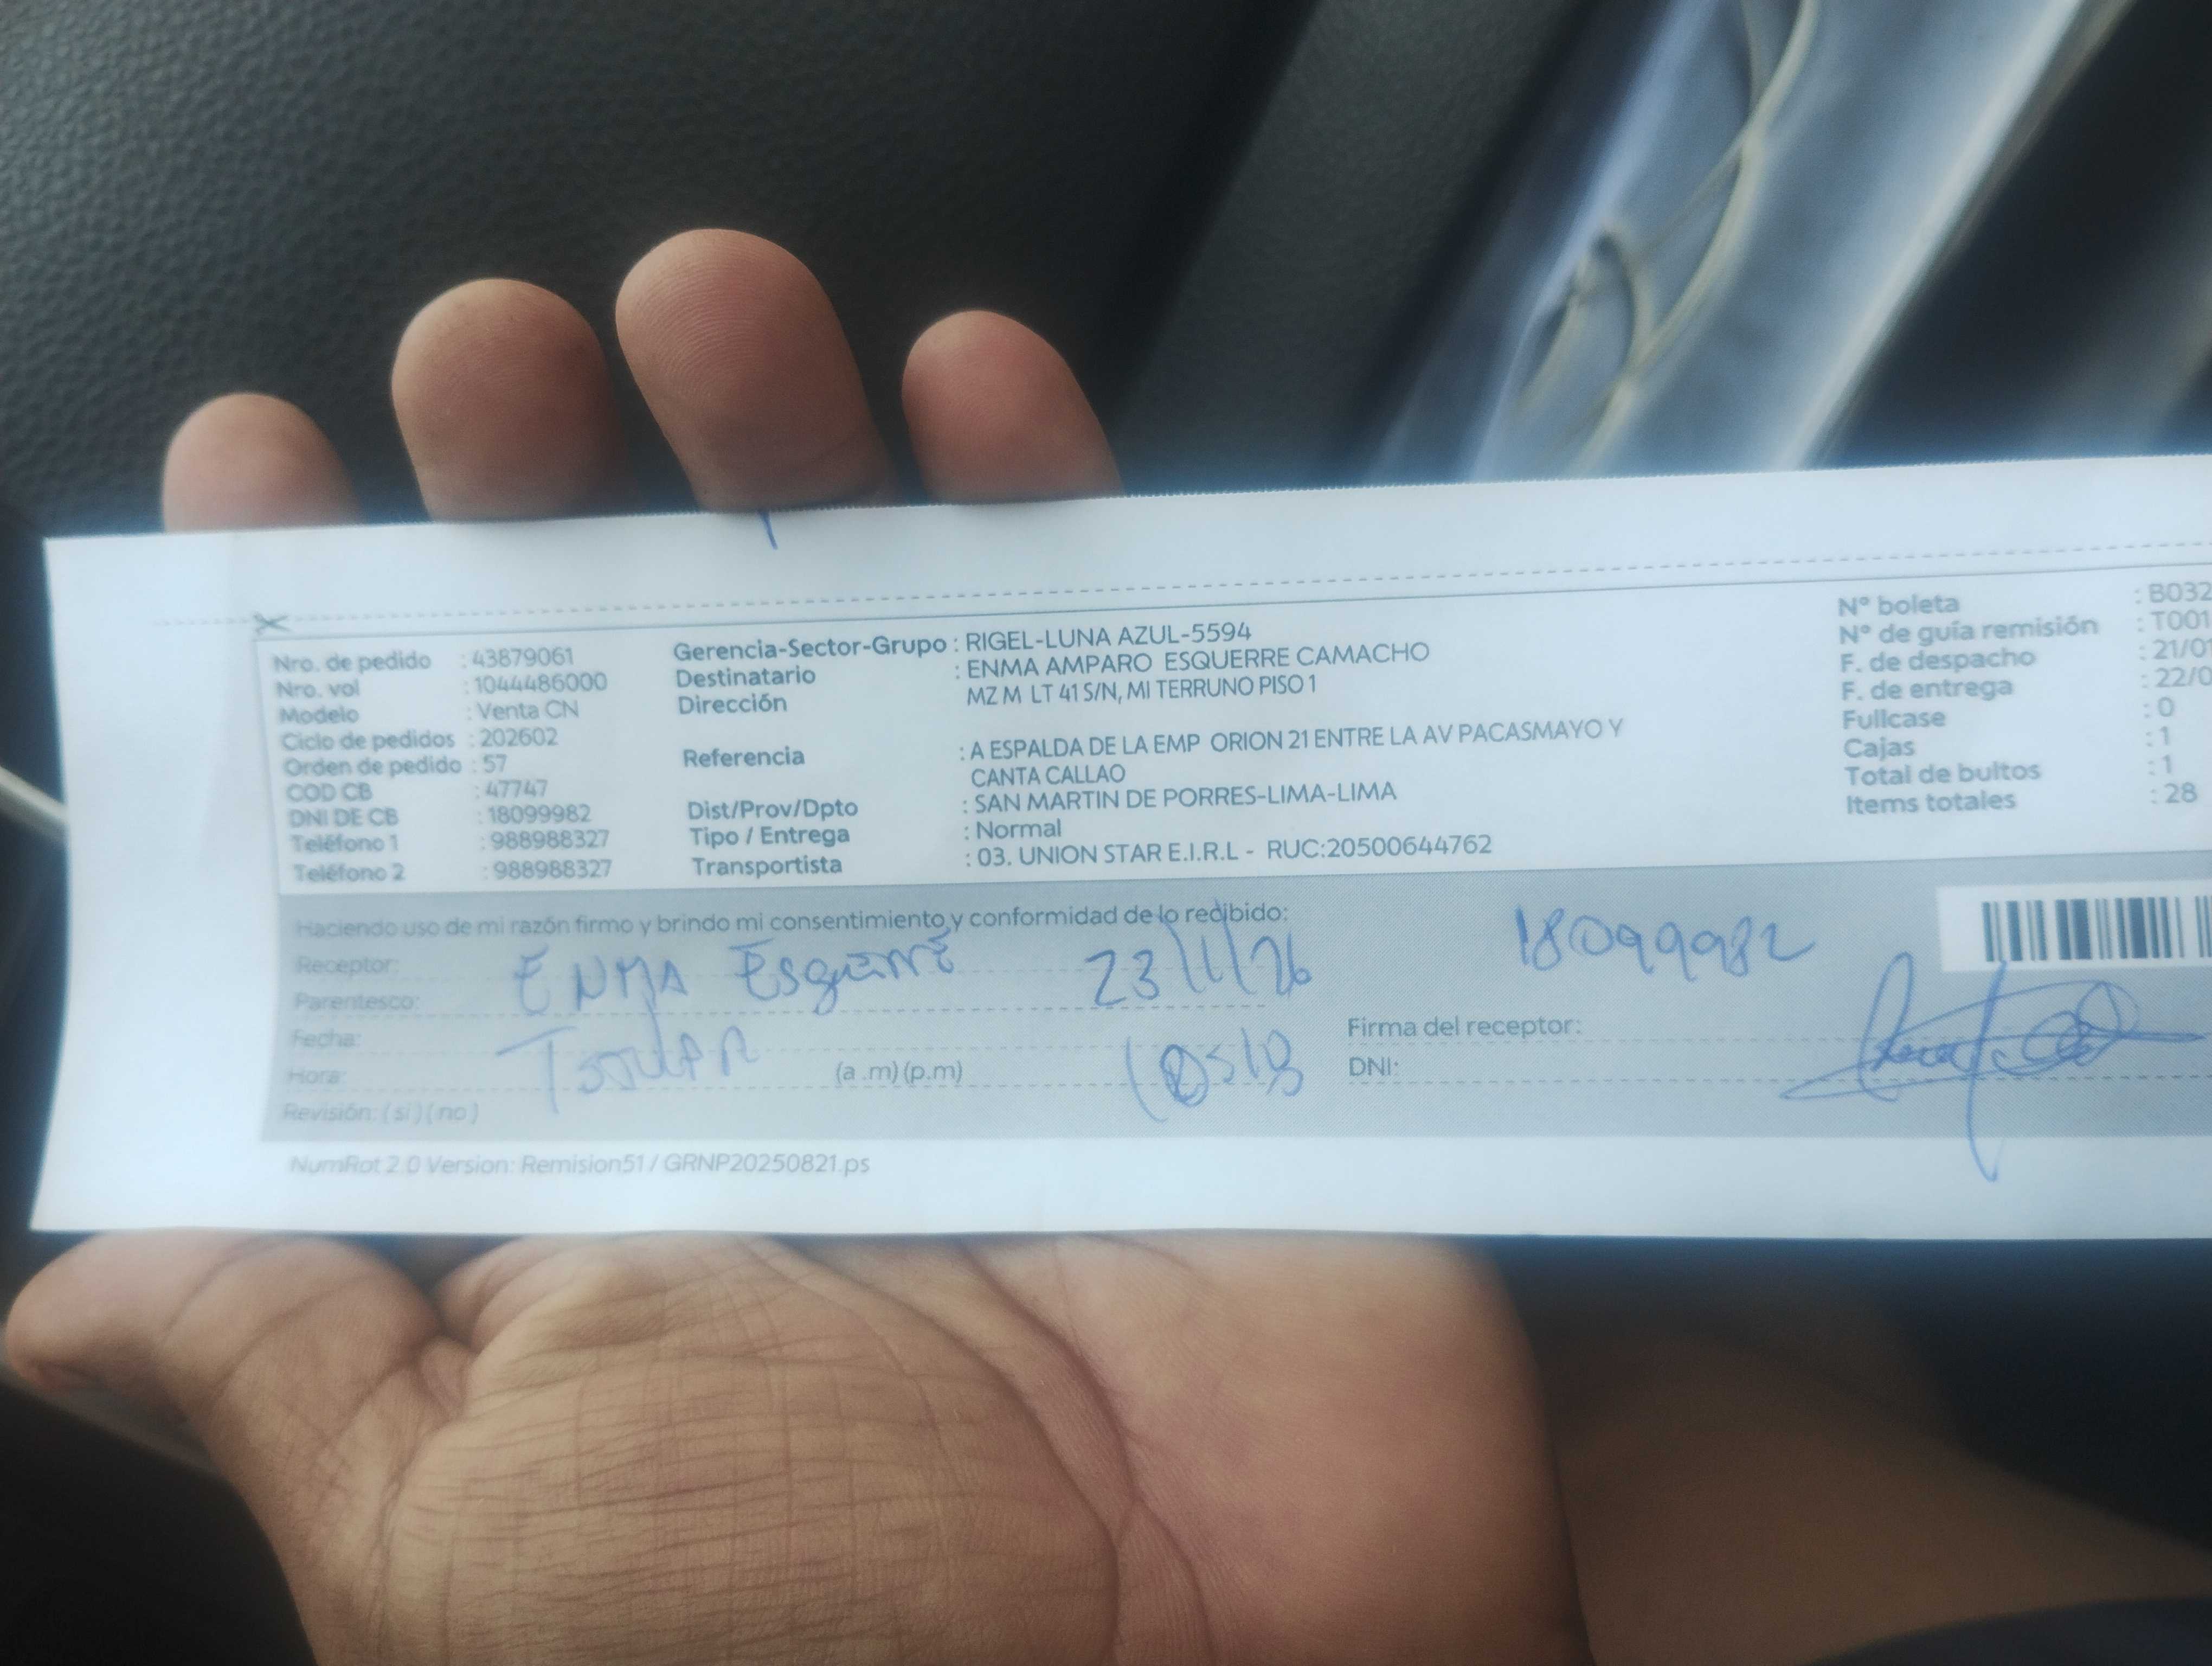 Nro. de pedido : 43879061
Nro. vol : 1044486000
Modelo : Venta CN
Ciclo de pedidos : 202602
Orden de pedido : 57
COD CB : 47747
DNI DE CB : 18099982
Teléfono 1 : 988988327
Teléfono 2 : 988988327
Gerencia-Sector-Grupo : RIGEL-LUNA AZUL-5594
Destinatario : ENMA AMPARO ESQUERRE CAMACHO
Dirección MZ M LT 41 S/N, MI TERRUNO PISO 1
Referencia : A ESPALDA DE LA EMP ORION 21 ENTRE LA AV PACASMAYO Y
CANTA CALLAO
Dist/Prov/Dpto : SAN MARTIN DE PORRES-LIMA-LIMA
Tipo / Entrega : Normal
Transportista : 03. UNION STAR E.I.R.L - RUC:20500644762
Nº boleta : B032
Nº de guía remisión : T001
F. de despacho : 21/01
F. de entrega : 22/0
Fullcase : 0
Cajas : 1
Total de bultos : 1
Items totales : 28
Haciendo uso de mi razón firmo y brindo mi consentimiento y conformidad de lo recibido:
Receptor: ENMA Esquerre 23/1/26 18099982
Parentesco:
Fecha:
Hora: (a .m) (p.m)
Revisión: ( si ) ( no )
Firma del receptor:
DNI:
NumRot 2.0 Version: Remision51 / GRNP20250821.ps